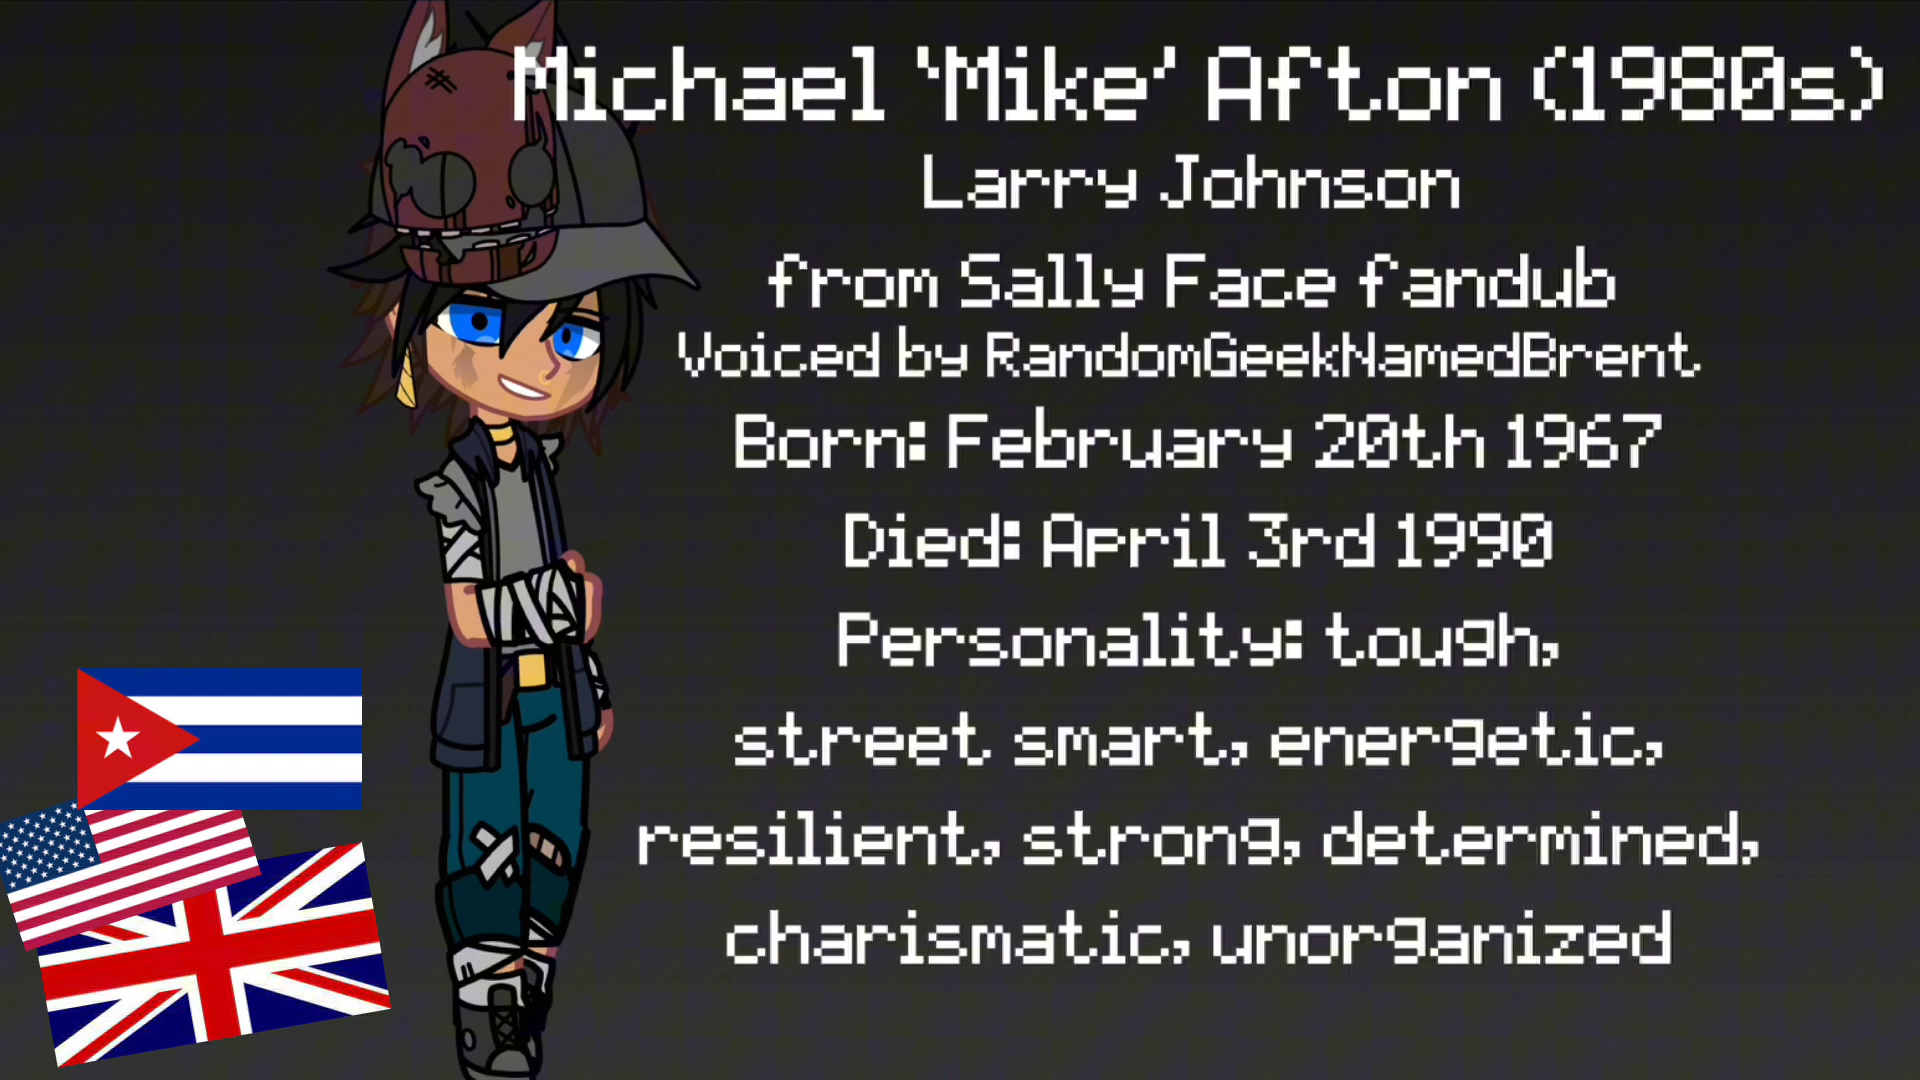 Michael 'Mike' Afton (1980s)
Larry Johnson
from Sally Face fandub
Voiced by RandomGeekNamedBrent
Born: February 20th 1967
Died: April 3rd 1990
Personality: tough,
street smart, energetic,
resilient, strong, determined,
charismatic, unorganized